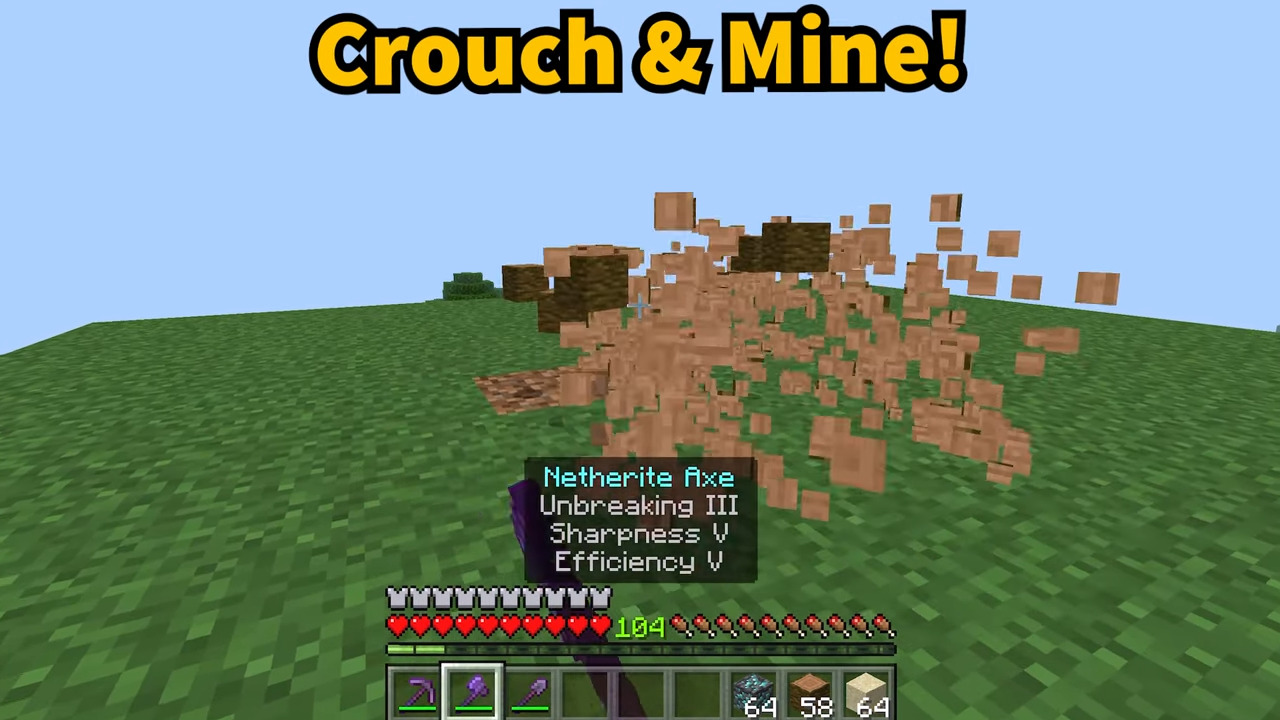 Crouch & Mine!
Netherite Axe
Unbreaking III
Sharpness V
Efficiency V
104
64
58
64